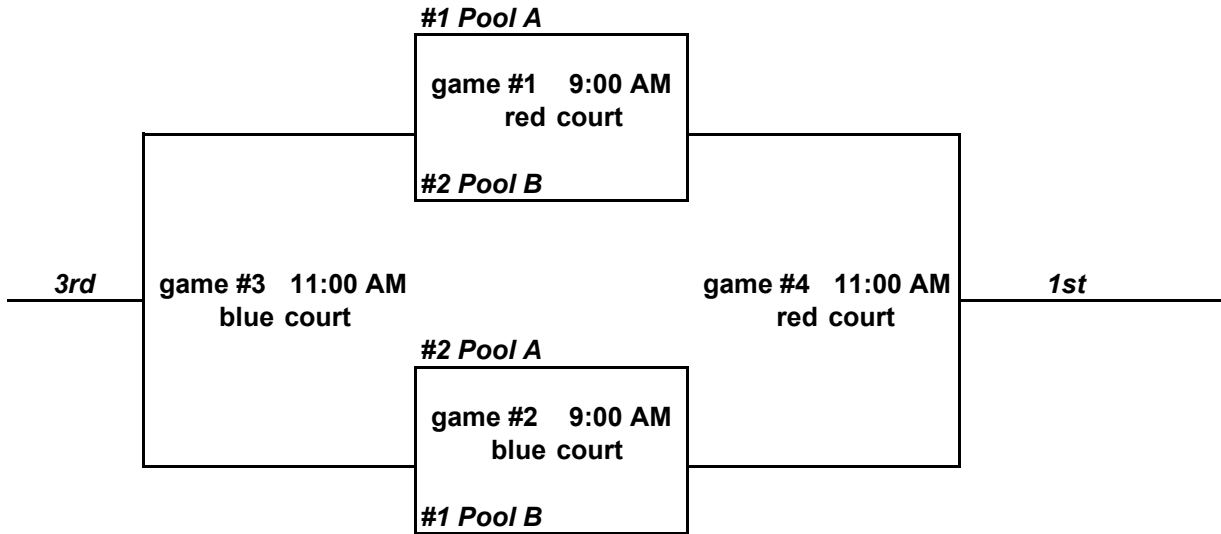 #1 Pool A
game #1 9:00 AM
red court
#2 Pool B
3rd
game #3 11:00 AM
blue court
game #4 11:00 AM
red court
1st
#2 Pool A
game #2 9:00 AM
blue court
#1 Pool B